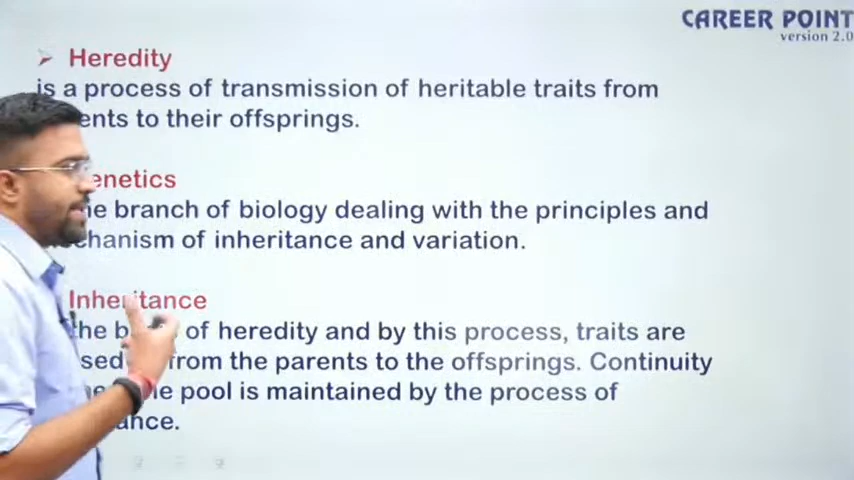 CAREER POINT
version 2.0
Heredity
is a process of transmission of heritable traits from
ents to their offsprings.
enetics
e branch of biology dealing with the principles and
hanism of inheritance and variation.
Inheritance
the b of heredity and by this process, traits are
sed from the parents to the offsprings. Continuity
e pool is maintained by the process of
ance.